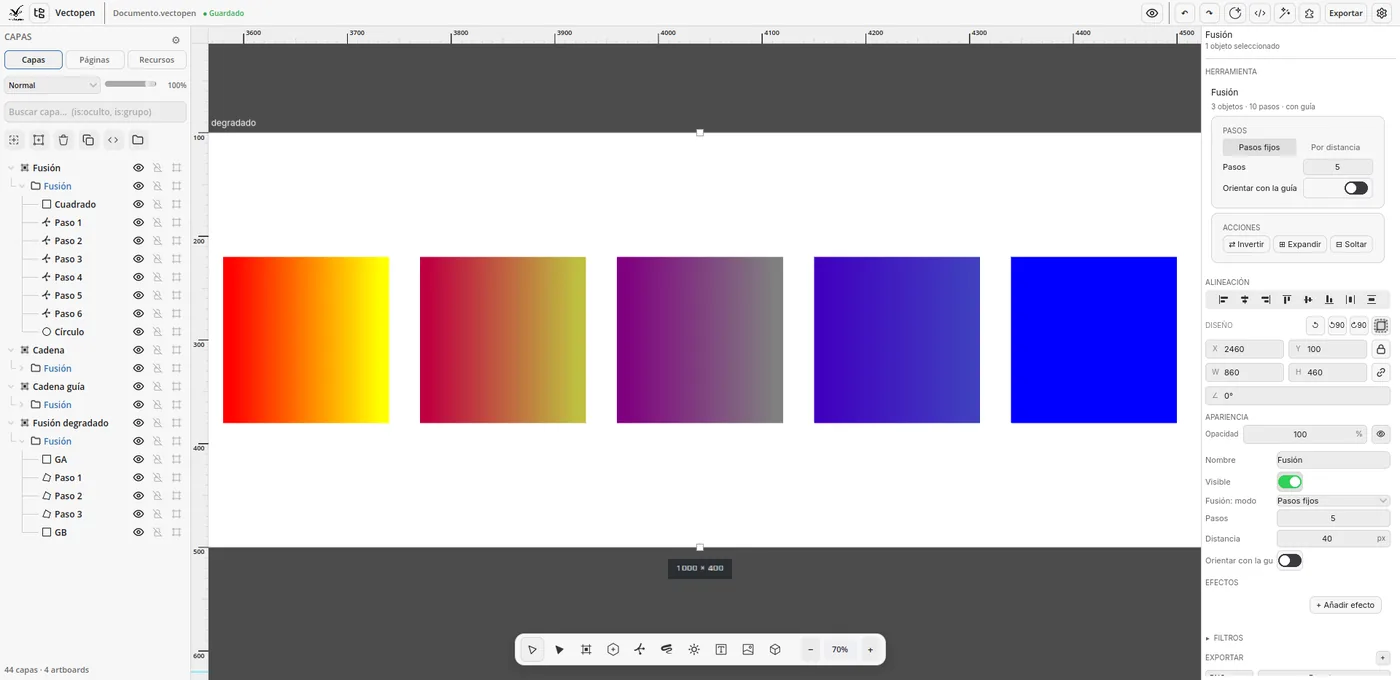 Vectopen
Documento.vectopen
Guardado
Exportar
CAPAS
Capas
Páginas
Recursos
Normal
100%
Buscar capa... (is:oculto, is:grupo)
Fusión
Fusión
Cuadrado
Paso 1
Paso 2
Paso 3
Paso 4
Paso 5
Paso 6
Círculo
Cadena
Fusión
Cadena guía
Fusión
Fusión degradado
Fusión
GA
Paso 1
Paso 2
Paso 3
GB
44 capas · 4 artboards
3600
3700
3800
3900
4000
4100
4200
4300
4400
4500
100
200
300
400
500
600
degradado
1000 × 400
70%
Fusión
1 objeto seleccionado
HERRAMIENTA
Fusión
3 objetos · 10 pasos · con guía
PASOS
Pasos fijos
Por distancia
Pasos
5
Orientar con la guía
ACCIONES
Invertir
Expandir
Soltar
ALINEACIÓN
DISEÑO
90
90
X 2460
Y 100
W 860
H 460
0°
APARIENCIA
Opacidad
100
%
Nombre
Fusión
Visible
Fusión: modo
Pasos fijos
Pasos
5
Distancia
40
px
Orientar con la gu
EFECTOS
+ Añadir efecto
FILTROS
EXPORTAR
+